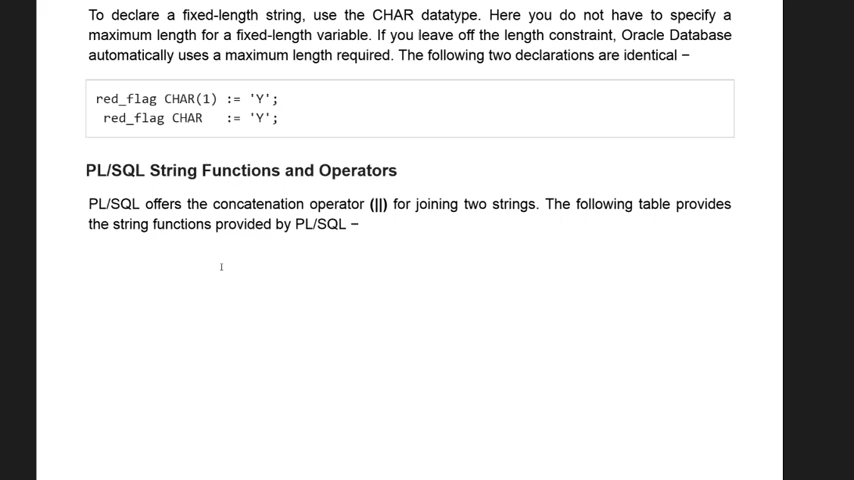 To declare a fixed-length string, use the CHAR datatype. Here you do not have to specify a
maximum length for a fixed-length variable. If you leave off the length constraint, Oracle Database
automatically uses a maximum length required. The following two declarations are identical −
red_flag CHAR(1) := 'Y';
red_flag CHAR   := 'Y';
PL/SQL String Functions and Operators
PL/SQL offers the concatenation operator (||) for joining two strings. The following table provides
the string functions provided by PL/SQL −